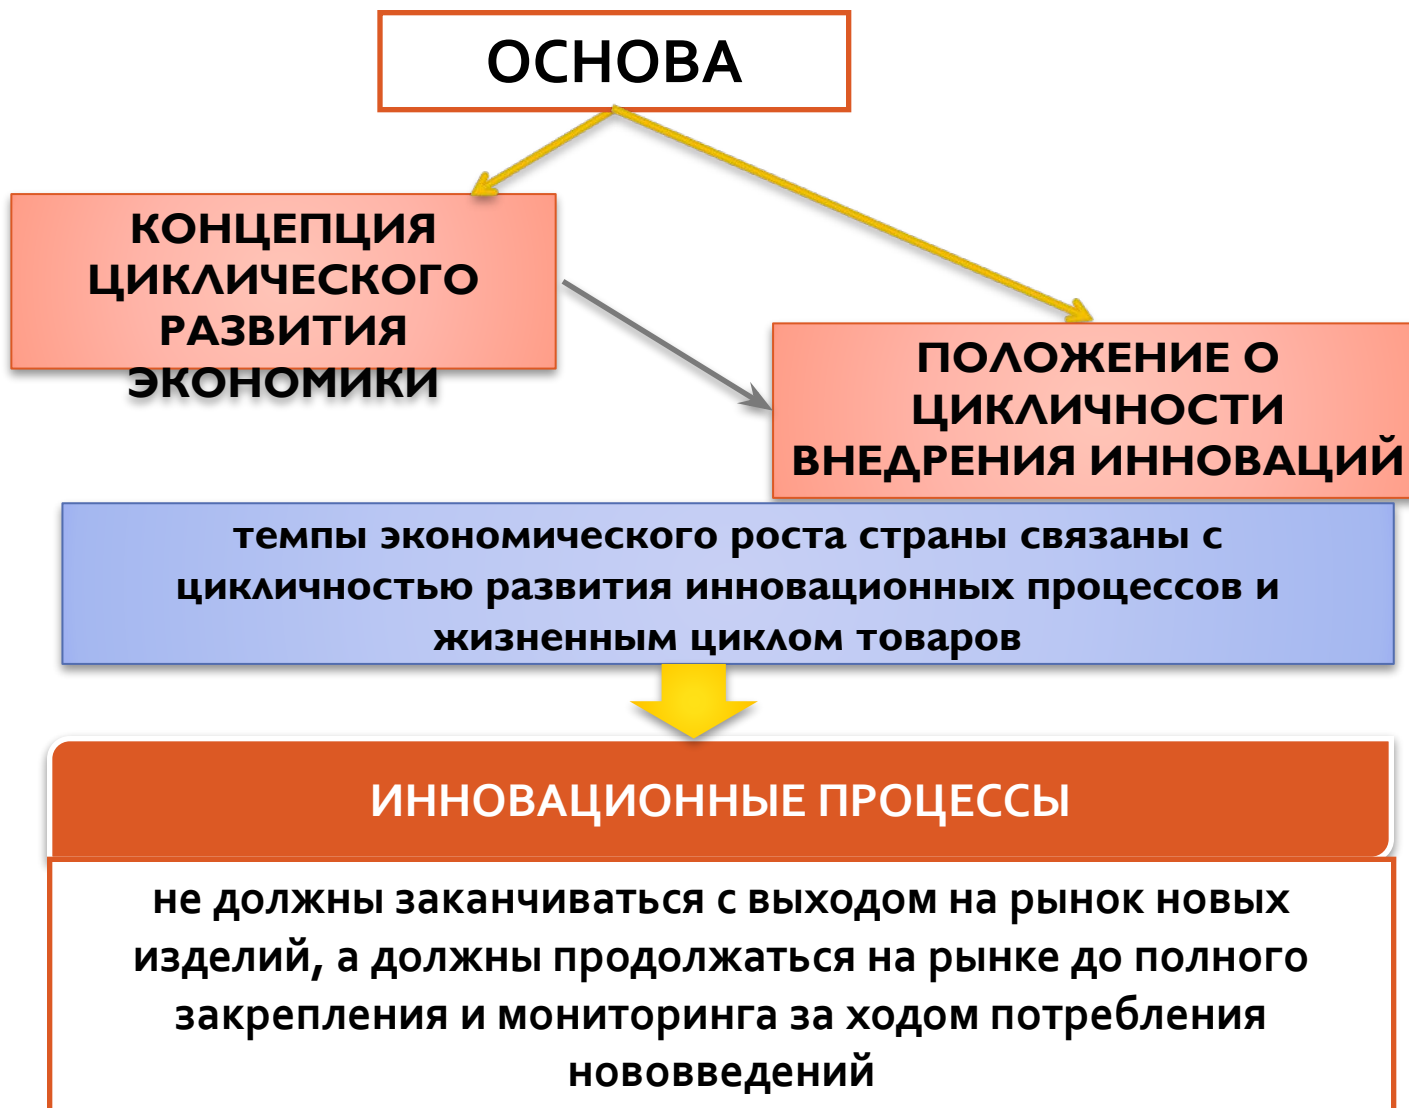 ОСНОВА
КОНЦЕПЦИЯ
ЦИКЛИЧЕСКОГО
РАЗВИТИЯ
ЭКОНОМИКИ
ПОЛОЖЕНИЕ О
ЦИКЛИЧНОСТИ
ВНЕДРЕНИЯ ИННОВАЦИЙ
темпы экономического роста страны связаны с
цикличностью развития инновационных процессов и
жизненным циклом товаров
ИННОВАЦИОННЫЕ ПРОЦЕССЫ
не должны заканчиваться с выходом на рынок новых
изделий, а должны продолжаться на рынке до полного
закрепления и мониторинга за ходом потребления
нововведений